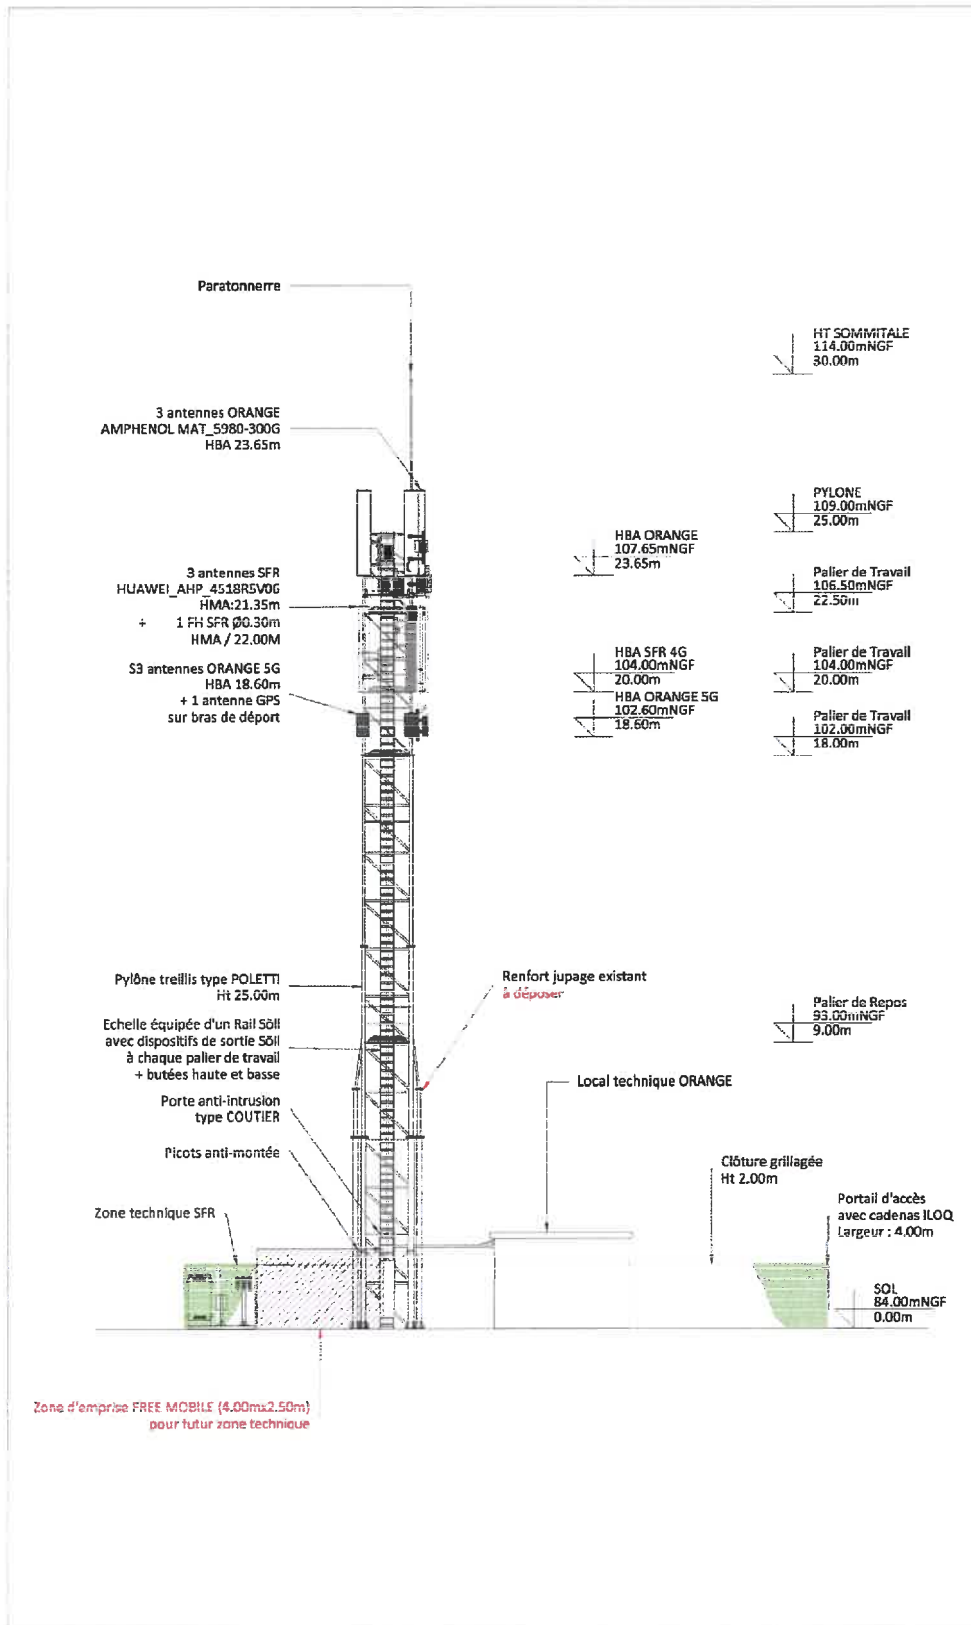 Paratonnerre
HT SOMMITALE
114.00mNGF
30.00m
3 antennes ORANGE
AMPHENOL MAT_5980-300G
HBA 23.65m
PYLONE
109.00mNGF
25.00m
HBA ORANGE
107.65mNGF
23.65m
3 antennes SFR
HUAWEI_AHP_4518R5V06
HMA:21.35m
+ 1 FH SFR Ø0.30m
HMA / 22.00M
Palier de Travail
106.50mNGF
22.50m
S3 antennes ORANGE 5G
HBA 18.60m
+ 1 antenne GPS
sur bras de déport
HBA SFR 4G
104.00mNGF
20.00m
HBA ORANGE 5G
102.60mNGF
18.60m
Palier de Travail
104.00mNGF
20.00m
Palier de Travail
102.00mNGF
18.00m
Pylône treillis type POLETTI
Ht 25.00m
Renfort jupage existant
à déposer
Palier de Repos
93.00mNGF
9.00m
Echelle équipée d'un Rail Söll
avec dispositifs de sortie Söll
à chaque palier de travail
+ butées haute et basse
Local technique ORANGE
Porte anti-intrusion
type COUTIER
Picots anti-montée
Clôture grillagée
Ht 2.00m
Portail d'accès
avec cadenas ILOQ
Largeur : 4.00m
Zone technique SFR
SOL
84.00mNGF
0.00m
Zone d'emprise FREE MOBILE (4.00mx2.50m)
pour futur zone technique